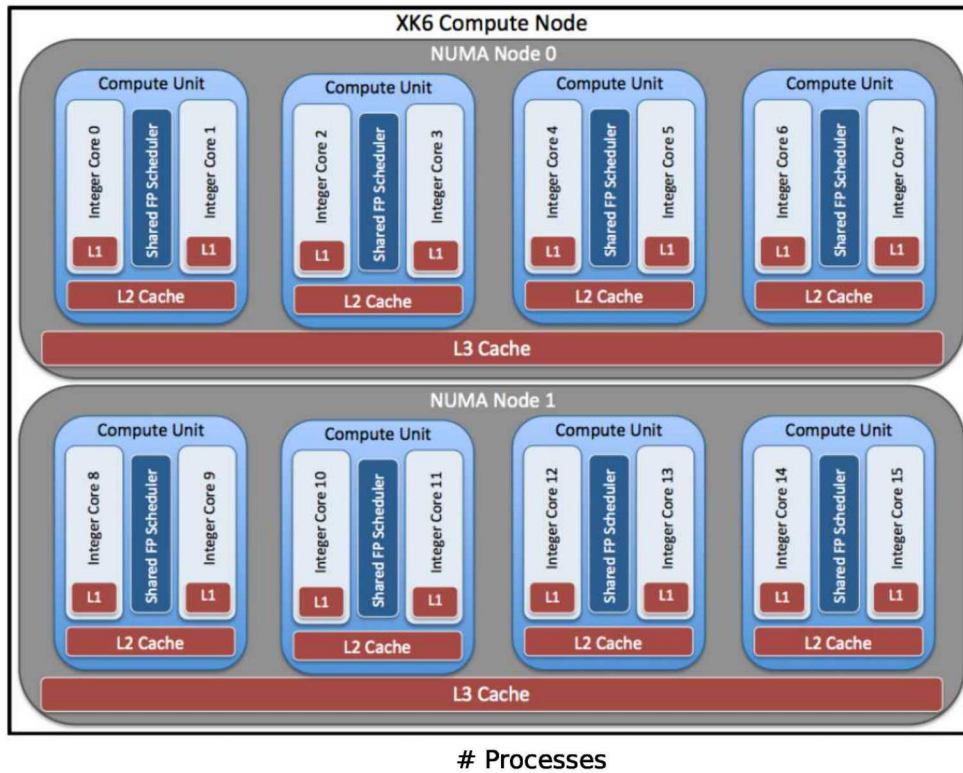 XK6 Compute Node
NUMA Node 0
Compute Unit
Integer Core 0
L1
Shared FP Scheduler
Integer Core 1
L1
L2 Cache
Compute Unit
Integer Core 2
L1
Shared FP Scheduler
Integer Core 3
L1
L2 Cache
Compute Unit
Integer Core 4
L1
Shared FP Scheduler
Integer Core 5
L1
L2 Cache
Compute Unit
Integer Core 6
L1
Shared FP Scheduler
Integer Core 7
L1
L2 Cache
L3 Cache
NUMA Node 1
Compute Unit
Integer Core 8
L1
Shared FP Scheduler
Integer Core 9
L1
L2 Cache
Compute Unit
Integer Core 10
L1
Shared FP Scheduler
Integer Core 11
L1
L2 Cache
Compute Unit
Integer Core 12
L1
Shared FP Scheduler
Integer Core 13
L1
L2 Cache
Compute Unit
Integer Core 14
L1
Shared FP Scheduler
Integer Core 15
L1
L2 Cache
L3 Cache
# Processes